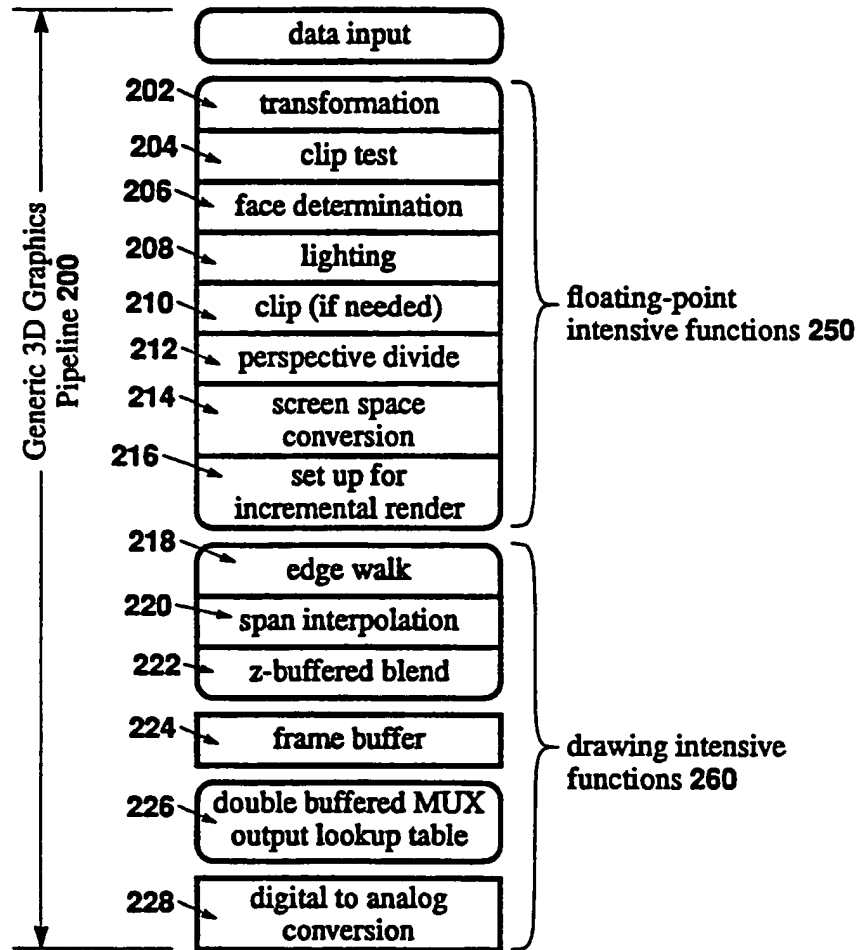 data input
202
transformation
204
clip test
206
face determination
208
lighting
210
clip (if needed)
212
perspective divide
214
screen space
conversion
216
set up for
incremental render
floating-point
intensive functions 250
Generic 3D Graphics
Pipeline 200
218
edge walk
220
span interpolation
222
z-buffered blend
224
frame buffer
226
double buffered MUX
output lookup table
228
digital to analog
conversion
drawing intensive
functions 260